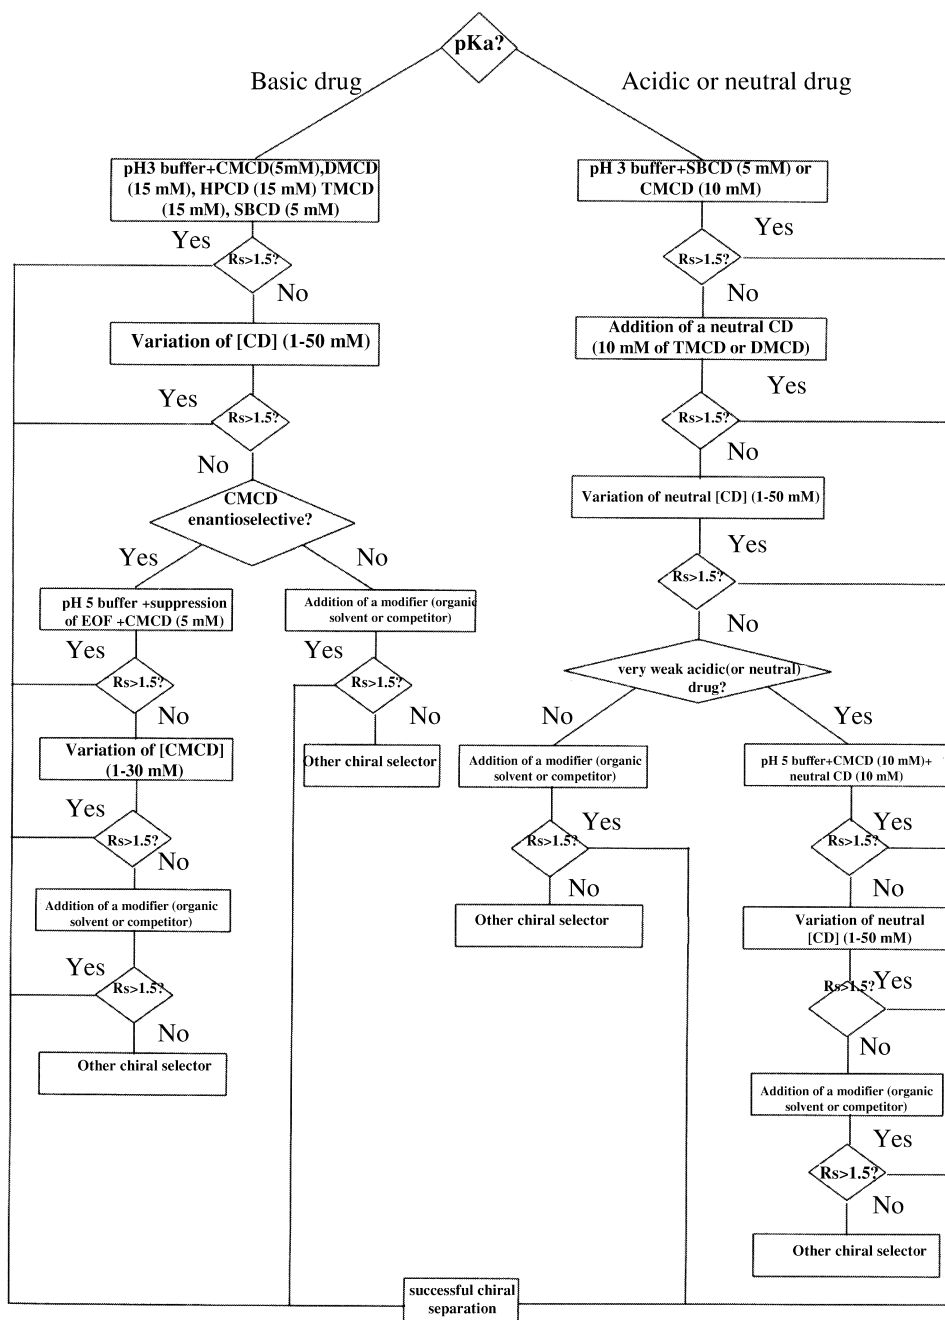 pKa?
Basic drug
Acidic or neutral drug
pH3 buffer+CMCD(5mM),DMCD
(15 mM), HPCD (15 mM) TMCD
(15 mM), SBCD (5 mM)
pH 3 buffer+SBCD (5 mM) or
CMCD (10 mM)
Yes
Rs>1.5?
No
Yes
Rs>1.5?
No
Variation of [CD] (1-50 mM)
Addition of a neutral CD
(10 mM of TMCD or DMCD)
Yes
Rs>1.5?
No
Yes
Rs>1.5?
No
CMCD
enantioselective?
Variation of neutral [CD] (1-50 mM)
Yes
No
Yes
Rs>1.5?
No
pH 5 buffer +suppression
of EOF +CMCD (5 mM)
Addition of a modifier (organic
solvent or competitor)
Yes
Rs>1.5?
No
Yes
Rs>1.5?
No
very weak acidic(or neutral)
drug?
No
Yes
Variation of [CMCD]
(1-30 mM)
Other chiral selector
Addition of a modifier (organic
solvent or competitor)
pH 5 buffer+CMCD (10 mM)+
neutral CD (10 mM)
Yes
Rs>1.5?
No
Yes
Rs>1.5?
No
Yes
Rs>1.5?
No
Addition of a modifier (organic
solvent or competitor)
Other chiral selector
Variation of neutral
[CD] (1-50 mM)
Yes
Rs>1.5?
No
Rs>1.5?
Yes
No
Other chiral selector
Addition of a modifier (organic
solvent or competitor)
Yes
Rs>1.5?
No
Other chiral selector
successful chiral
separation